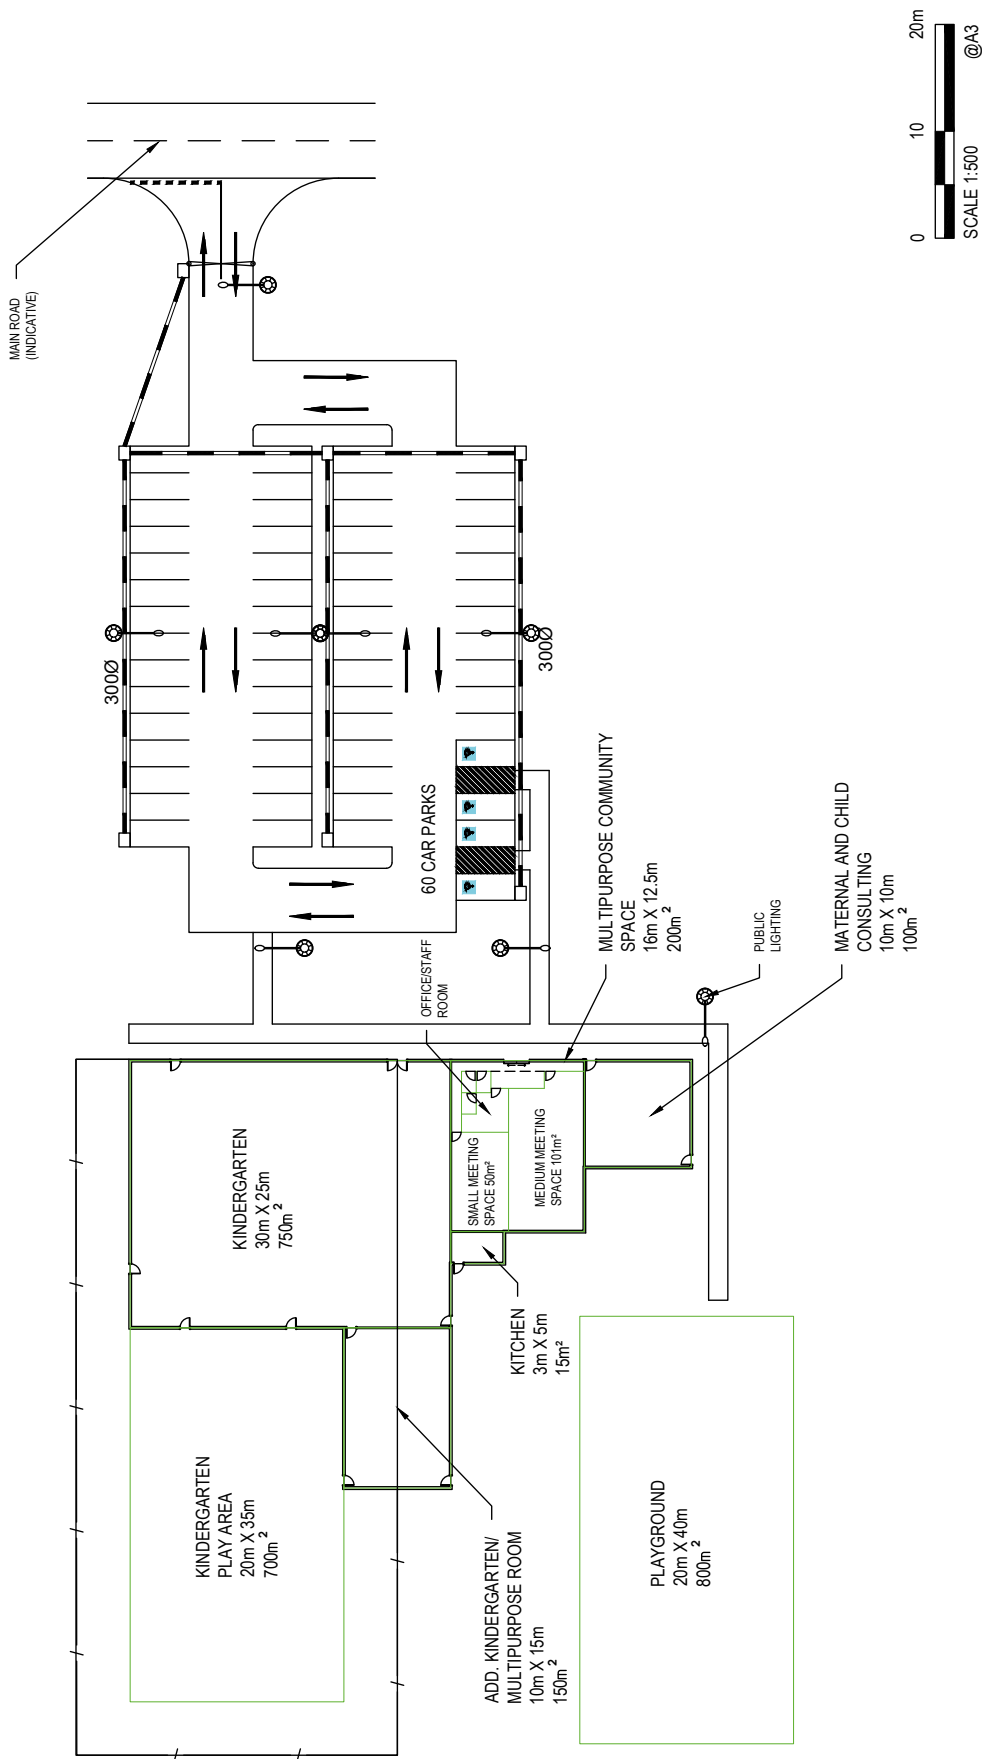 MAIN ROAD
(INDICATIVE)
0
10
20m
SCALE 1:500
@A3
300Ø
300Ø
60 CAR PARKS
OFFICE/STAFF
ROOM
MULTIPURPOSE COMMUNITY
SPACE
16m X 12.5m
200m²
PUBLIC
LIGHTING
MATERNAL AND CHILD
CONSULTING
10m X 10m
100m²
KINDERGARTEN
30m X 25m
750m²
SMALL MEETING
SPACE 50m²
MEDIUM MEETING
SPACE 101m²
KITCHEN
3m X 5m
15m²
KINDERGARTEN
PLAY AREA
20m X 35m
700m²
ADD. KINDERGARTEN/
MULTIPURPOSE ROOM
10m X 15m
150m²
PLAYGROUND
20m X 40m
800m²